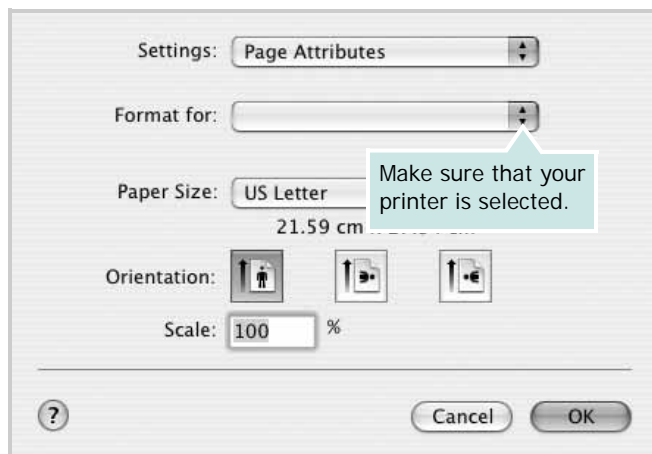 Settings: Page Attributes
Format for:
Make sure that your
printer is selected.
Paper Size: US Letter
21.59 cm
Orientation:
Scale: 100 %
? Cancel OK